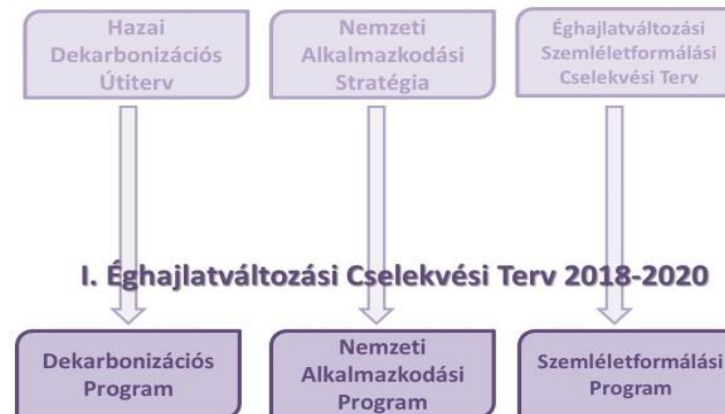 Hazai
Dekarbonizációs
Útiterv
Nemzeti
Alkalmazkodási
Stratégia
Éghajlatváltozási
Szemléletformálási
Cselekvési Terv
I. Éghajlatváltozási Cselekvési Terv 2018-2020
Dekarbonizációs
Program
Nemzeti
Alkalmazkodási
Program
Szemléletformálási
Program